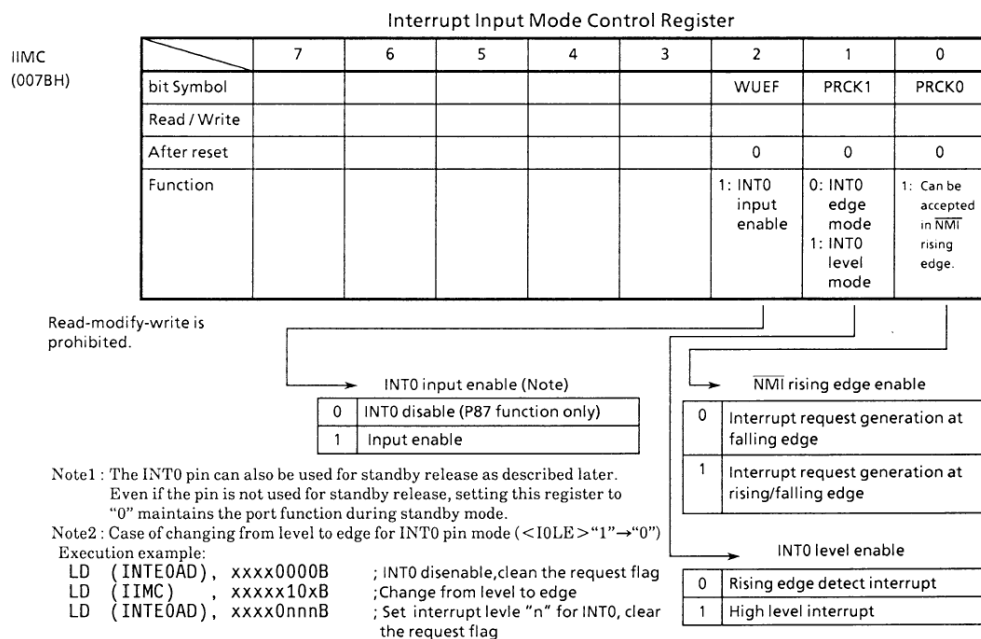 Interrupt Input Mode Control Register
IIMC
(007BH)
7 6 5 4 3 2 1 0
bit Symbol WUEF PRCK1 PRCK0
Read / Write
After reset 0 0 0
Function 1: INT0 input enable 0: INT0 edge mode 1: INT0 level mode 1: Can be accepted in NMI rising edge.
Read-modify-write is
prohibited.
INT0 input enable (Note)
0 INT0 disable (P87 function only)
1 Input enable
NMI rising edge enable
0 Interrupt request generation at
falling edge
1 Interrupt request generation at
rising/falling edge
Note1 : The INT0 pin can also be used for standby release as described later.
Even if the pin is not used for standby release, setting this register to
“0” maintains the port function during standby mode.
Note2 : Case of changing from level to edge for INT0 pin mode (<I0LE>“1”→“0”)
Execution example:
LD (INTE0AD), xxxx0000B ; INT0 disenable,clean the request flag
LD (IIMC) , xxxxx10xB ;Change from level to edge
LD (INTE0AD), xxxx0nnnB ; Set interrupt levle “n” for INT0, clear
the request flag
INT0 level enable
0 Rising edge detect interrupt
1 High level interrupt